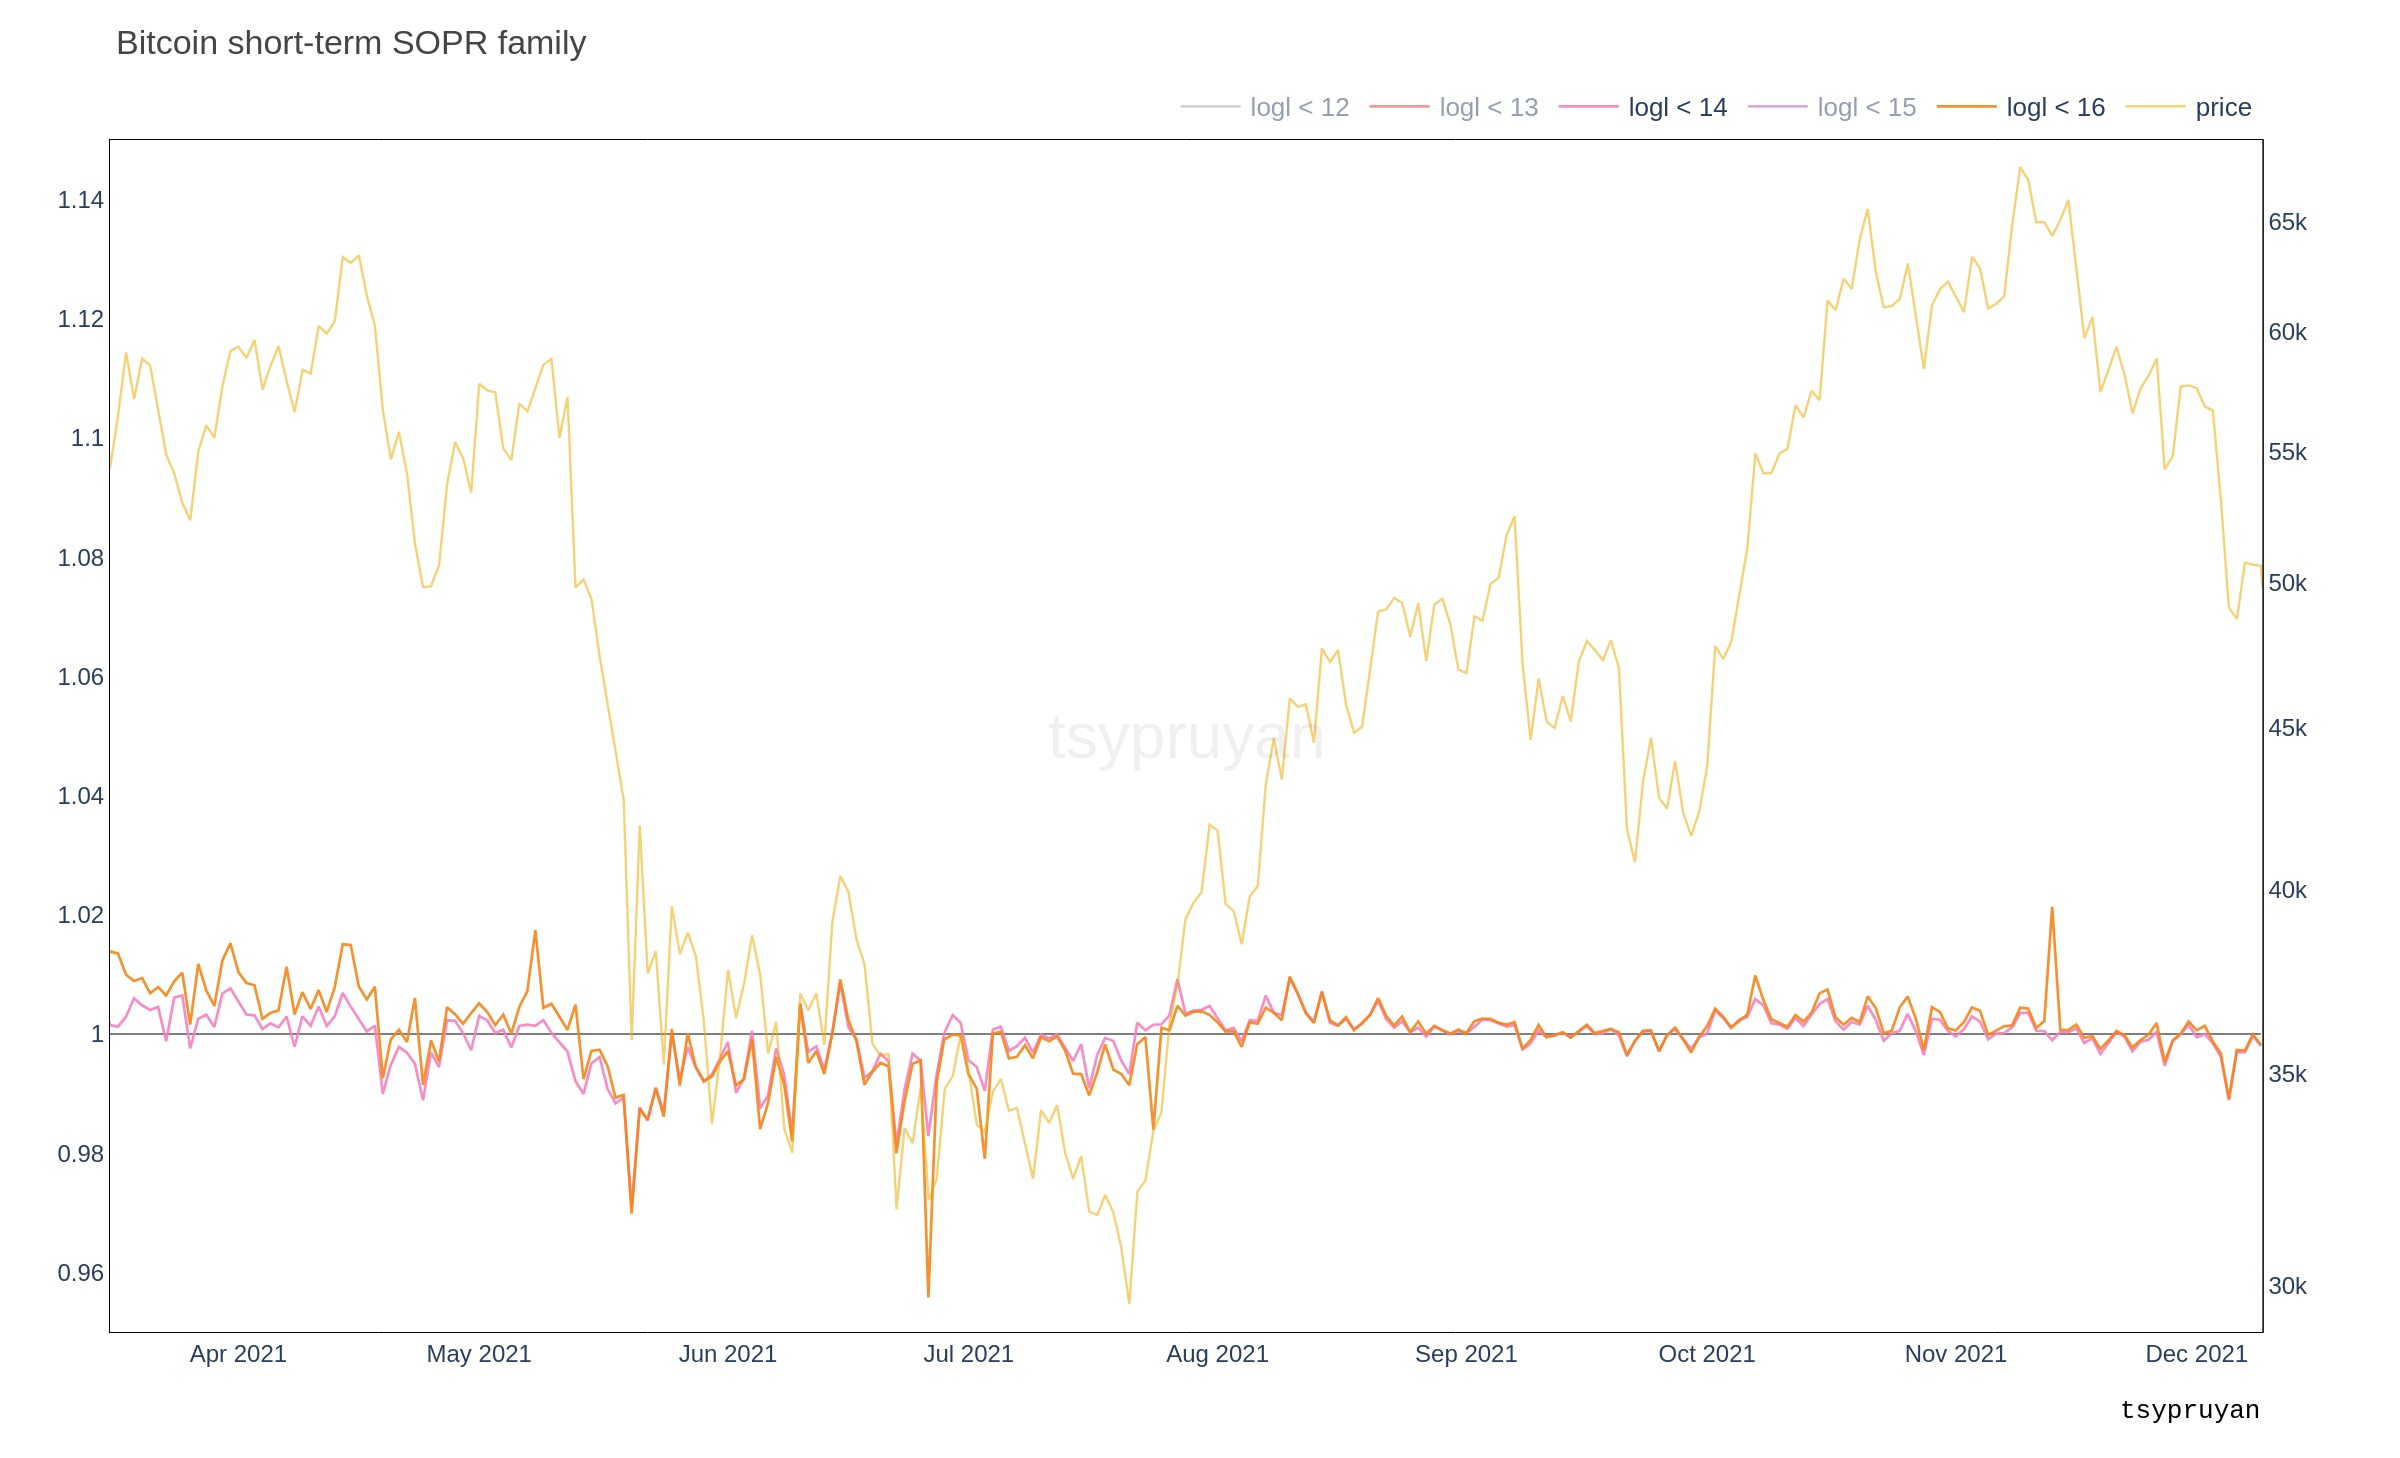 Bitcoin short-term SOPR family
logl < 12 logl < 13 logl < 14 logl < 15 logl < 16 price
1.14
65k
1.12
60k
1.1
55k
1.08
50k
1.06
tsypruyan
45k
1.04
40k
1.02
1
35k
0.98
0.96
30k
Apr 2021 May 2021 Jun 2021 Jul 2021 Aug 2021 Sep 2021 Oct 2021 Nov 2021 Dec 2021
tsypruyan